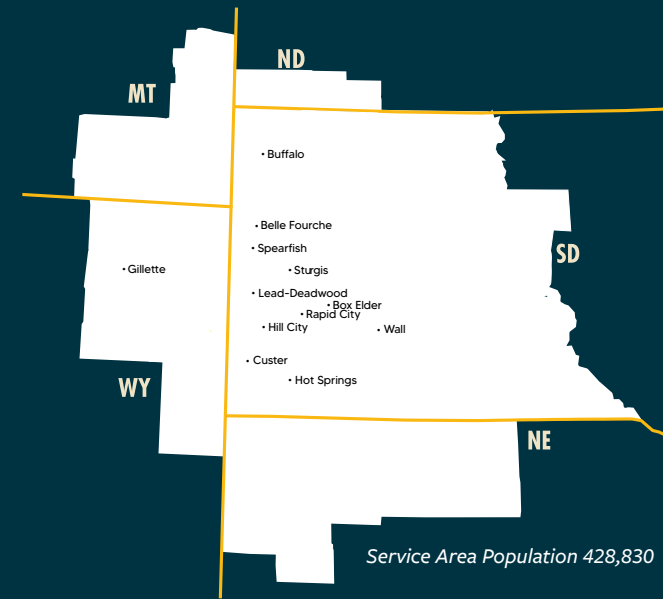 ND
MT
Buffalo
Belle Fourche
Spearfish
SD
Gillette
Sturgis
Lead-Deadwood
Box Elder
Rapid City
Hill City
Wall
Custer
Hot Springs
WY
NE
Service Area Population 428,830